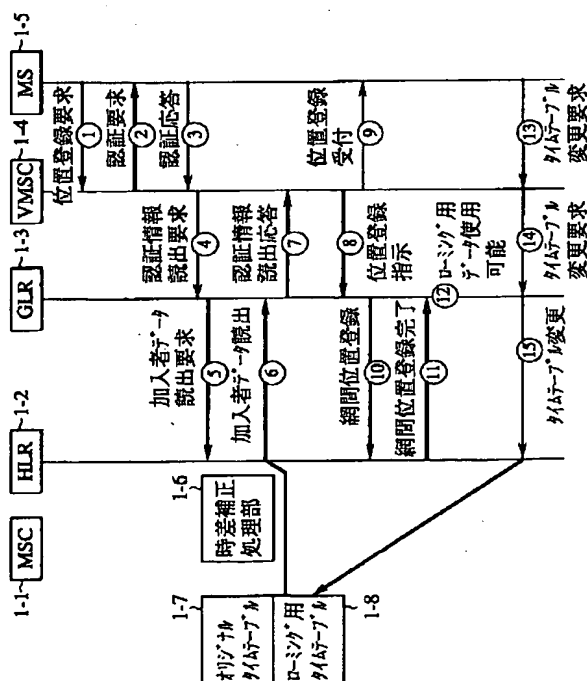 1-1
MSC
1-2
HLR
1-3
GLR
1-4
VMSC
1-5
MS
位置登録要求
①
認証要求
②
認証応答
③
認証情報
読出要求
④
加入者データ
読出要求
⑤
加入者データ読出
⑥
認証情報
読出応答
⑦
⑧
位置登録
指示
位置登録
受付
⑨
網間位置登録
⑩
網間位置登録完了
⑪
⑫
ローミング用
データ使用
可能
⑬
タイムテーブル
変更要求
⑭
タイムテーブル
変更要求
⑮
タイムテーブル変更
1-6
時差補正
処理部
1-7
オリジナル
タイムテーブル
ローミング用
タイムテーブル
1-8